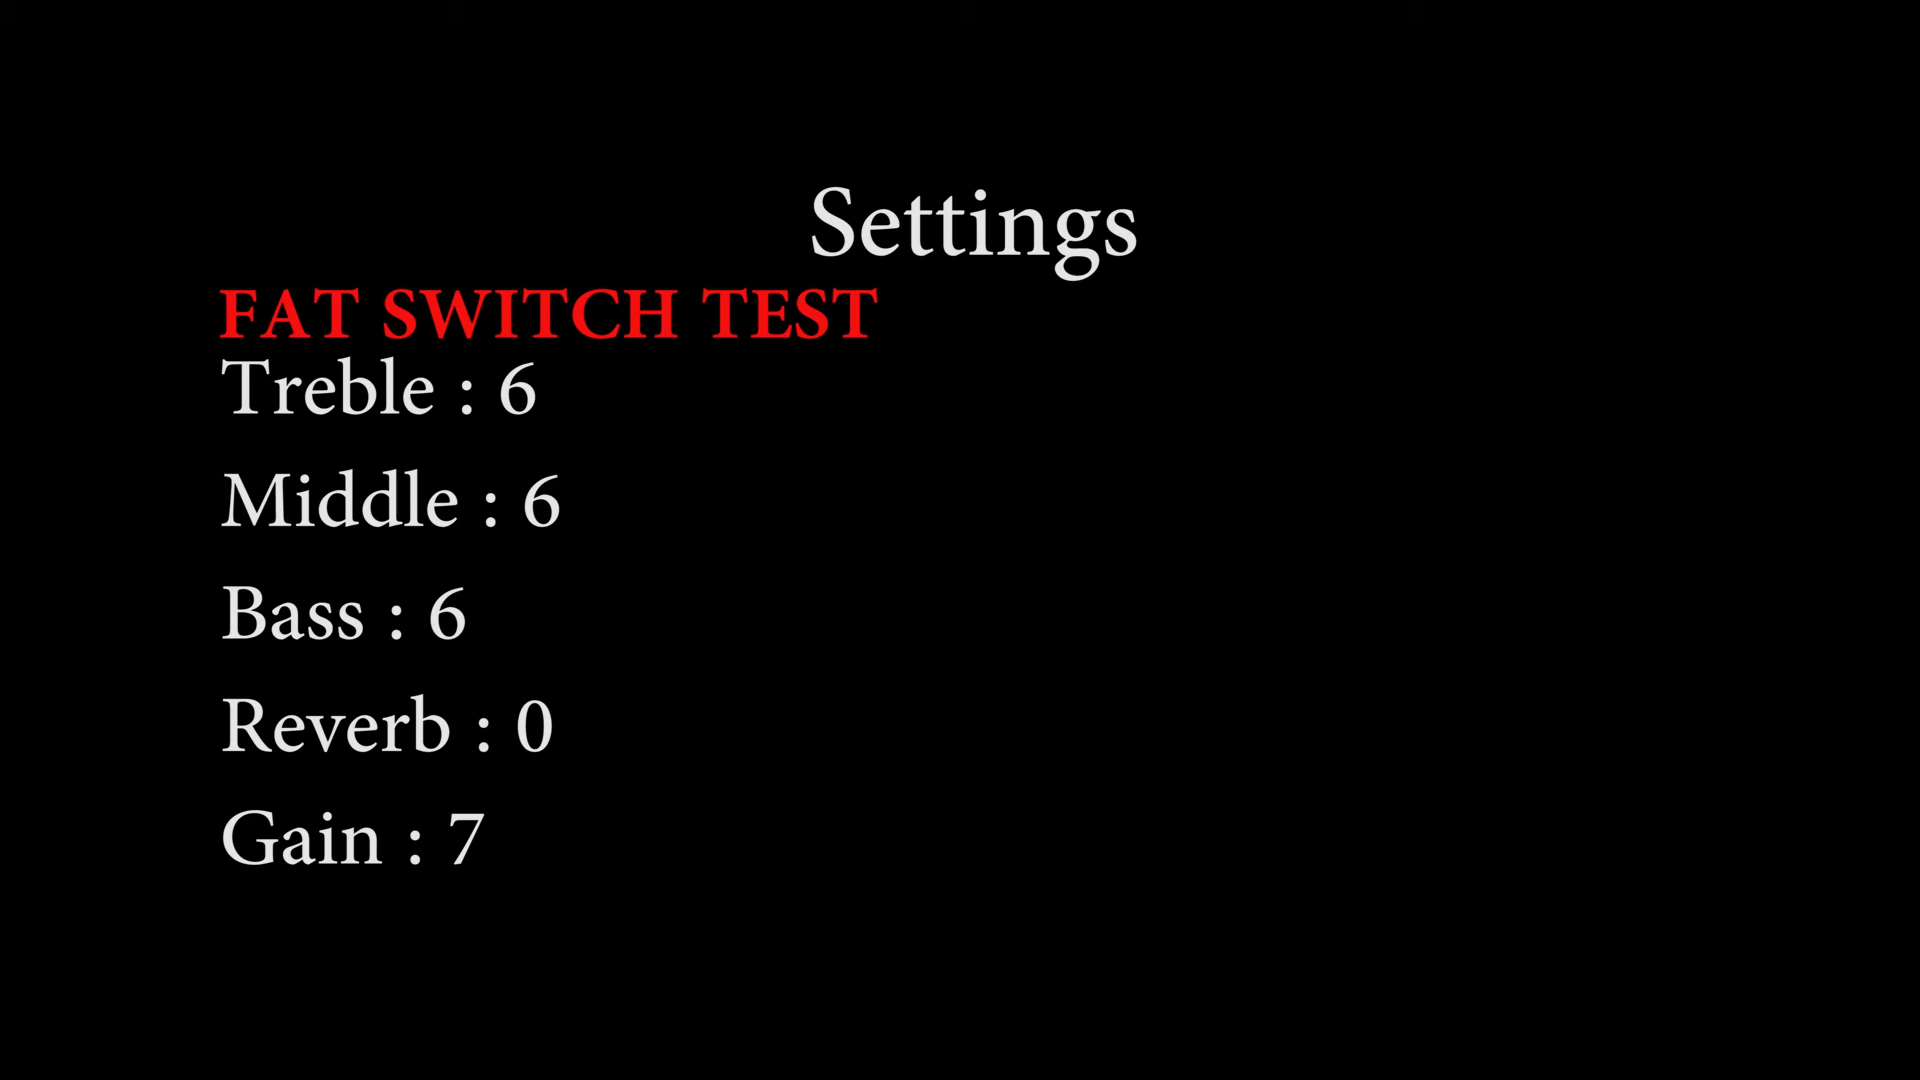 Settings
FAT SWITCH TEST
Treble : 6
Middle : 6
Bass : 6
Reverb : 0
Gain : 7